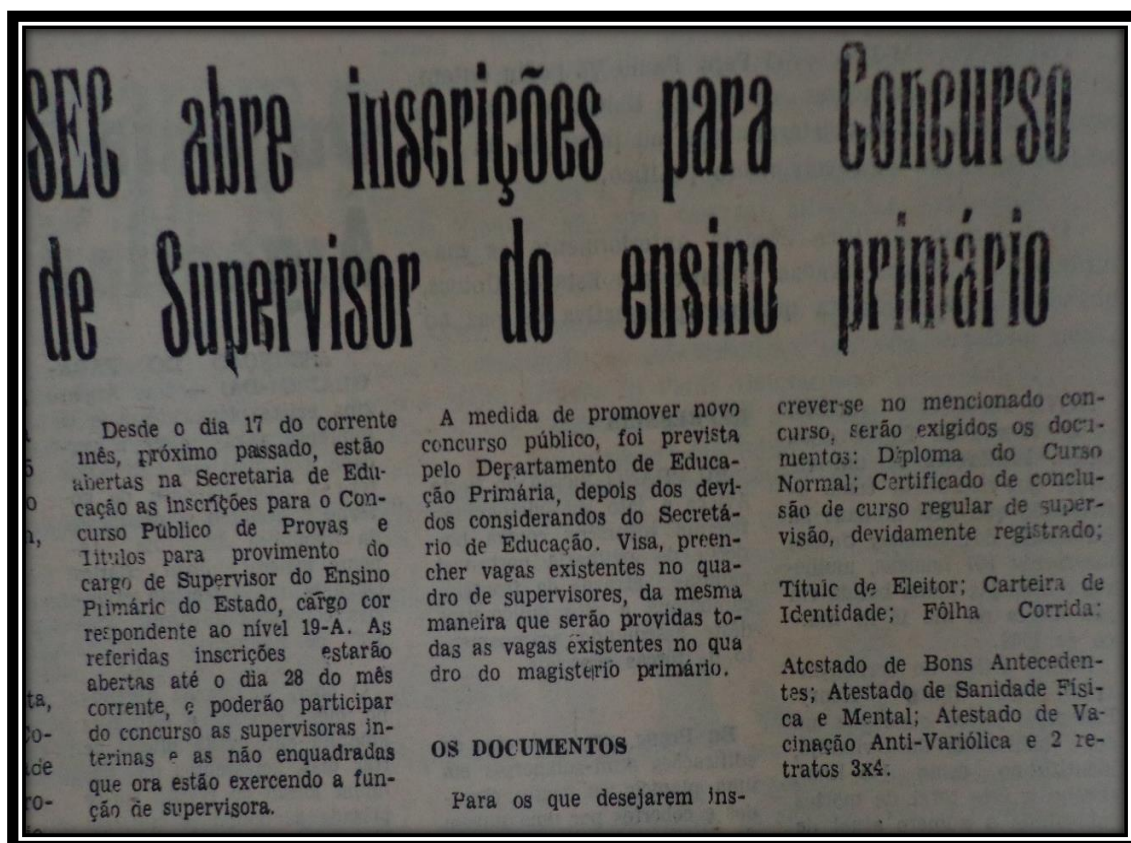 SEC abre inserições para Concurso
de Supervisor do ensino primário
Desde o dia 17 do corrente
mês, próximo passado, estão
abertas na Secretaria de Edu-
cação as inscrições para o Con-
curso Público de Provas e
Títulos para provimento do
cargo de Supervisor do Ensino
Primário do Estado, cargo cor
respondente ao nível 19-A. As
referidas inscrições estarão
abertas até o dia 28 do mês
corrente, e poderão participar
do concurso as supervisoras in-
terinas e as não enquadradas
que ora estão exercendo a fun-
ção de supervisora.
A medida de promover novo
concurso público, foi prevista
pelo Departamento de Educa-
ção Primária, depois dos devi-
dos considerandos do Secretá-
rio de Educação. Visa, preen-
cher vagas existentes no qua-
dro de supervisores, da mesma
maneira que serão providas to-
das as vagas existentes no qua
dro do magisterio primário.
OS DOCUMENTOS
Para os que desejarem ins-
crever-se no mencionado con-
curso, serão exigidos os docu-
mentos: Diploma do Curso
Normal; Certificado de conclu-
são de curso regular de super-
visão, devidamente registrado;
Títuic de Eleitor; Carteira de
Identidade; Fôlha Corrida;
Atestado de Bons Anteceden-
tes; Atestado de Sanidade Físi-
ca e Mental; Atestado de Va-
cinação Anti-Variólica e 2 re-
tratos 3x4.